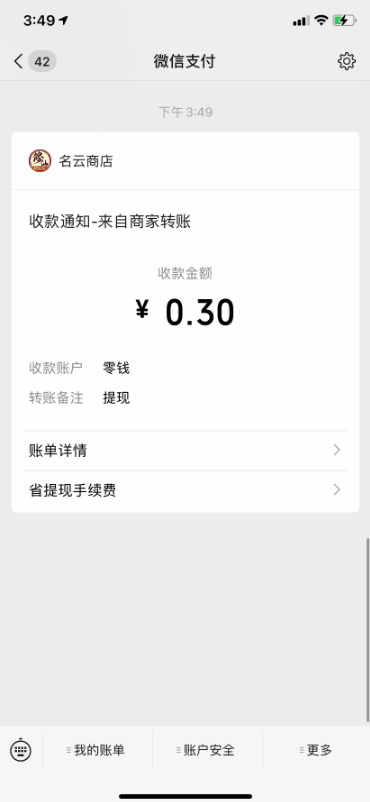 3:49
42
微信支付
下午3:49
名云商店
收款通知-来自商家转账
收款金额
¥ 0.30
收款账户 零钱
转账备注 提现
账单详情
省提现手续费
我的账单 账户安全 更多